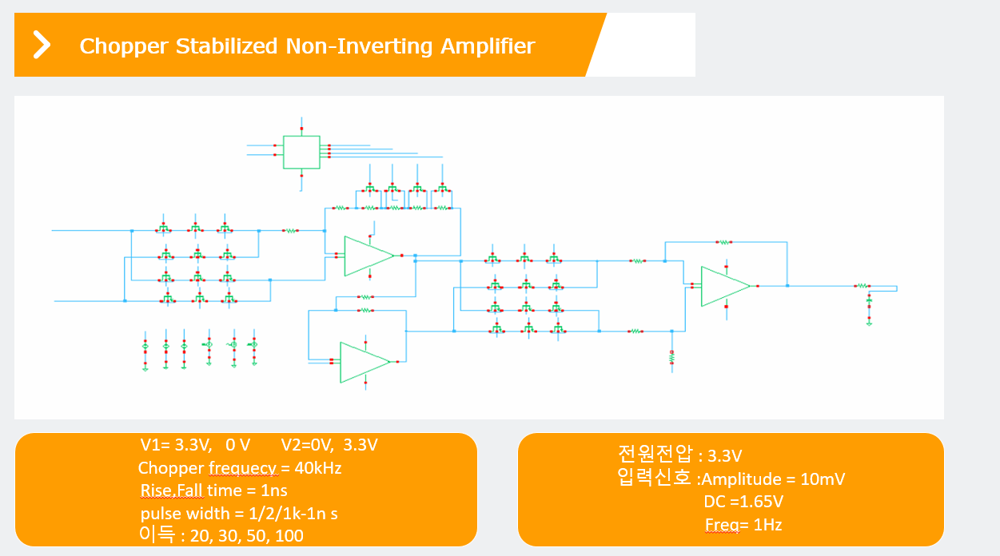 Chopper Stabilized Non-Inverting Amplifier
V1= 3.3V, 0 V V2=0V, 3.3V
Chopper frequecy = 40kHz
Rise,Fall time = 1ns
pulse width = 1/2/1k-1n s
이득 : 20, 30, 50, 100
전원전압 : 3.3V
입력신호 :Amplitude = 10mV
DC =1.65V
Freq= 1Hz